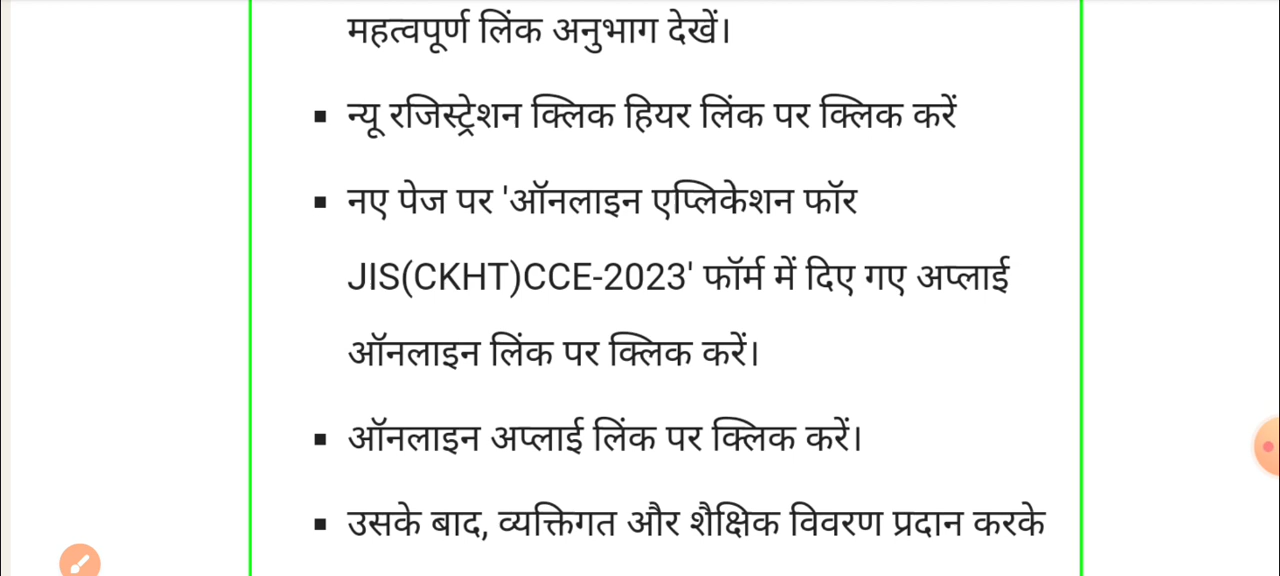 महत्वपूर्ण लिंक अनुभाग देखें।
▪ न्यू रजिस्ट्रेशन क्लिक हियर लिंक पर क्लिक करें
▪ नए पेज पर 'ऑनलाइन एप्लिकेशन फॉर
JIS(CKHT)CCE-2023' फॉर्म में दिए गए अप्लाई
ऑनलाइन लिंक पर क्लिक करें।
▪ ऑनलाइन अप्लाई लिंक पर क्लिक करें।
▪ उसके बाद, व्यक्तिगत और शैक्षिक विवरण प्रदान करके